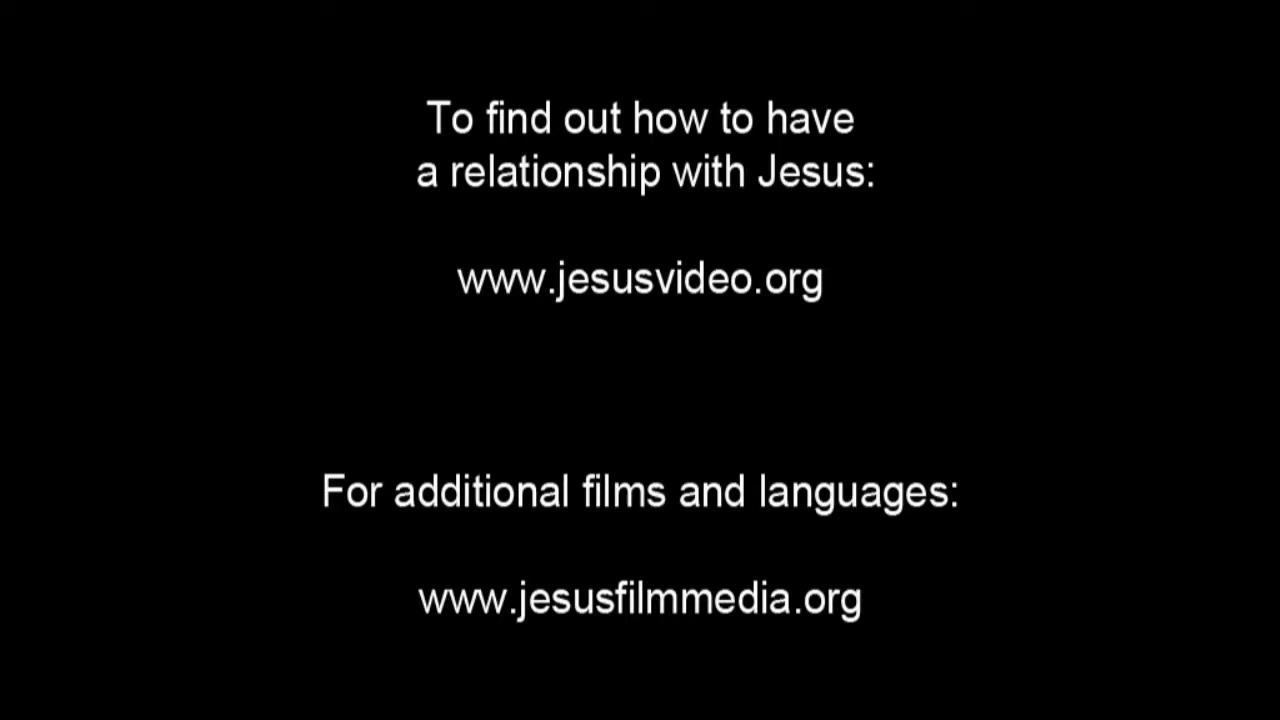 To find out how to have
a relationship with Jesus:
www.jesusvideo.org
For additional films and languages:
www.jesusfilmmedia.org